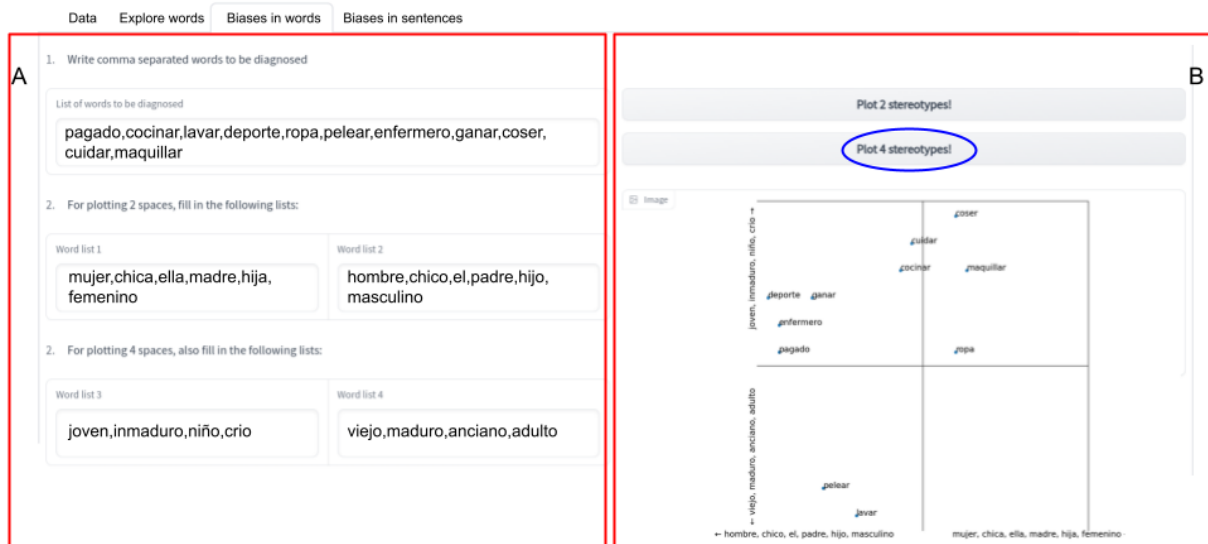 Data Explore words Biases in words Biases in sentences
A
1. Write comma separated words to be diagnosed
List of words to be diagnosed
pagado,cocinar,lavar,deporte,ropa,pelear,enfermero,ganar,coser,
cuidar,maquillar
2. For plotting 2 spaces, fill in the following lists:
Word list 1
mujer,chica,ella,madre,hija,
femenino
Word list 2
hombre,chico,el,padre,hijo,
masculino
2. For plotting 4 spaces, also fill in the following lists:
Word list 3
joven,inmaduro,niño,crio
Word list 4
viejo,maduro,anciano,adulto
B
Plot 2 stereotypes!
Plot 4 stereotypes!
Image
joven, inmaduro, niño, crio →
← viejo, maduro, anciano, adulto
coser
cuidar
cocinar maquillar
deporte ganar
enfermero
pagado ropa
pelear
lavar
← hombre, chico, el, padre, hijo, masculino
mujer, chica, ella, madre, hija, femenino